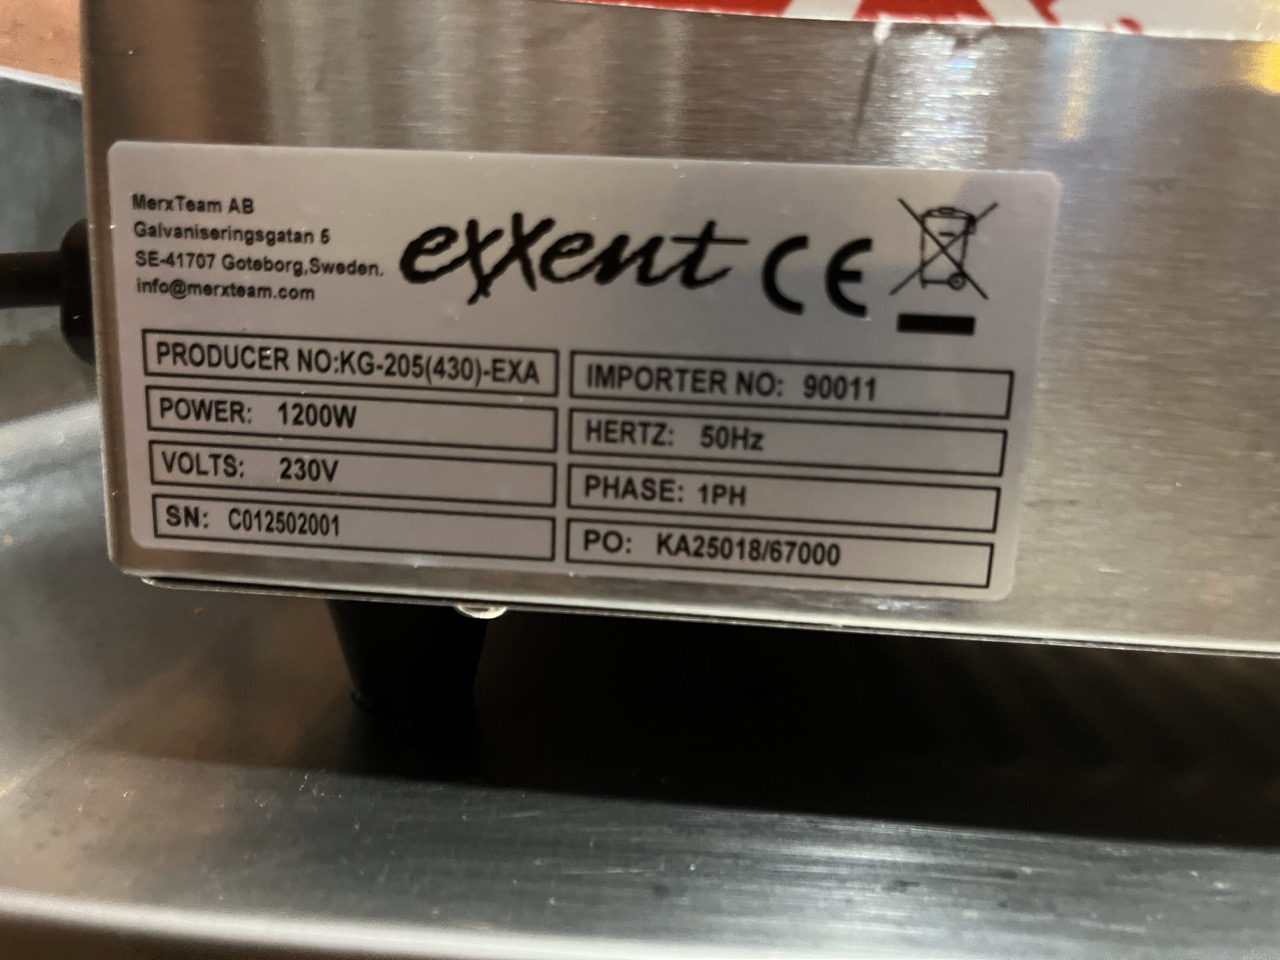 MerxTeam AB
Galvaniseringsgatan 5
SE-41707 Goteborg,Sweden.
info@merxteam.com
exxent CE
PRODUCER NO:KG-205(430)-EXA
IMPORTER NO: 90011
POWER: 1200W
HERTZ: 50Hz
VOLTS: 230V
PHASE: 1PH
SN: C012502001
PO: KA25018/67000